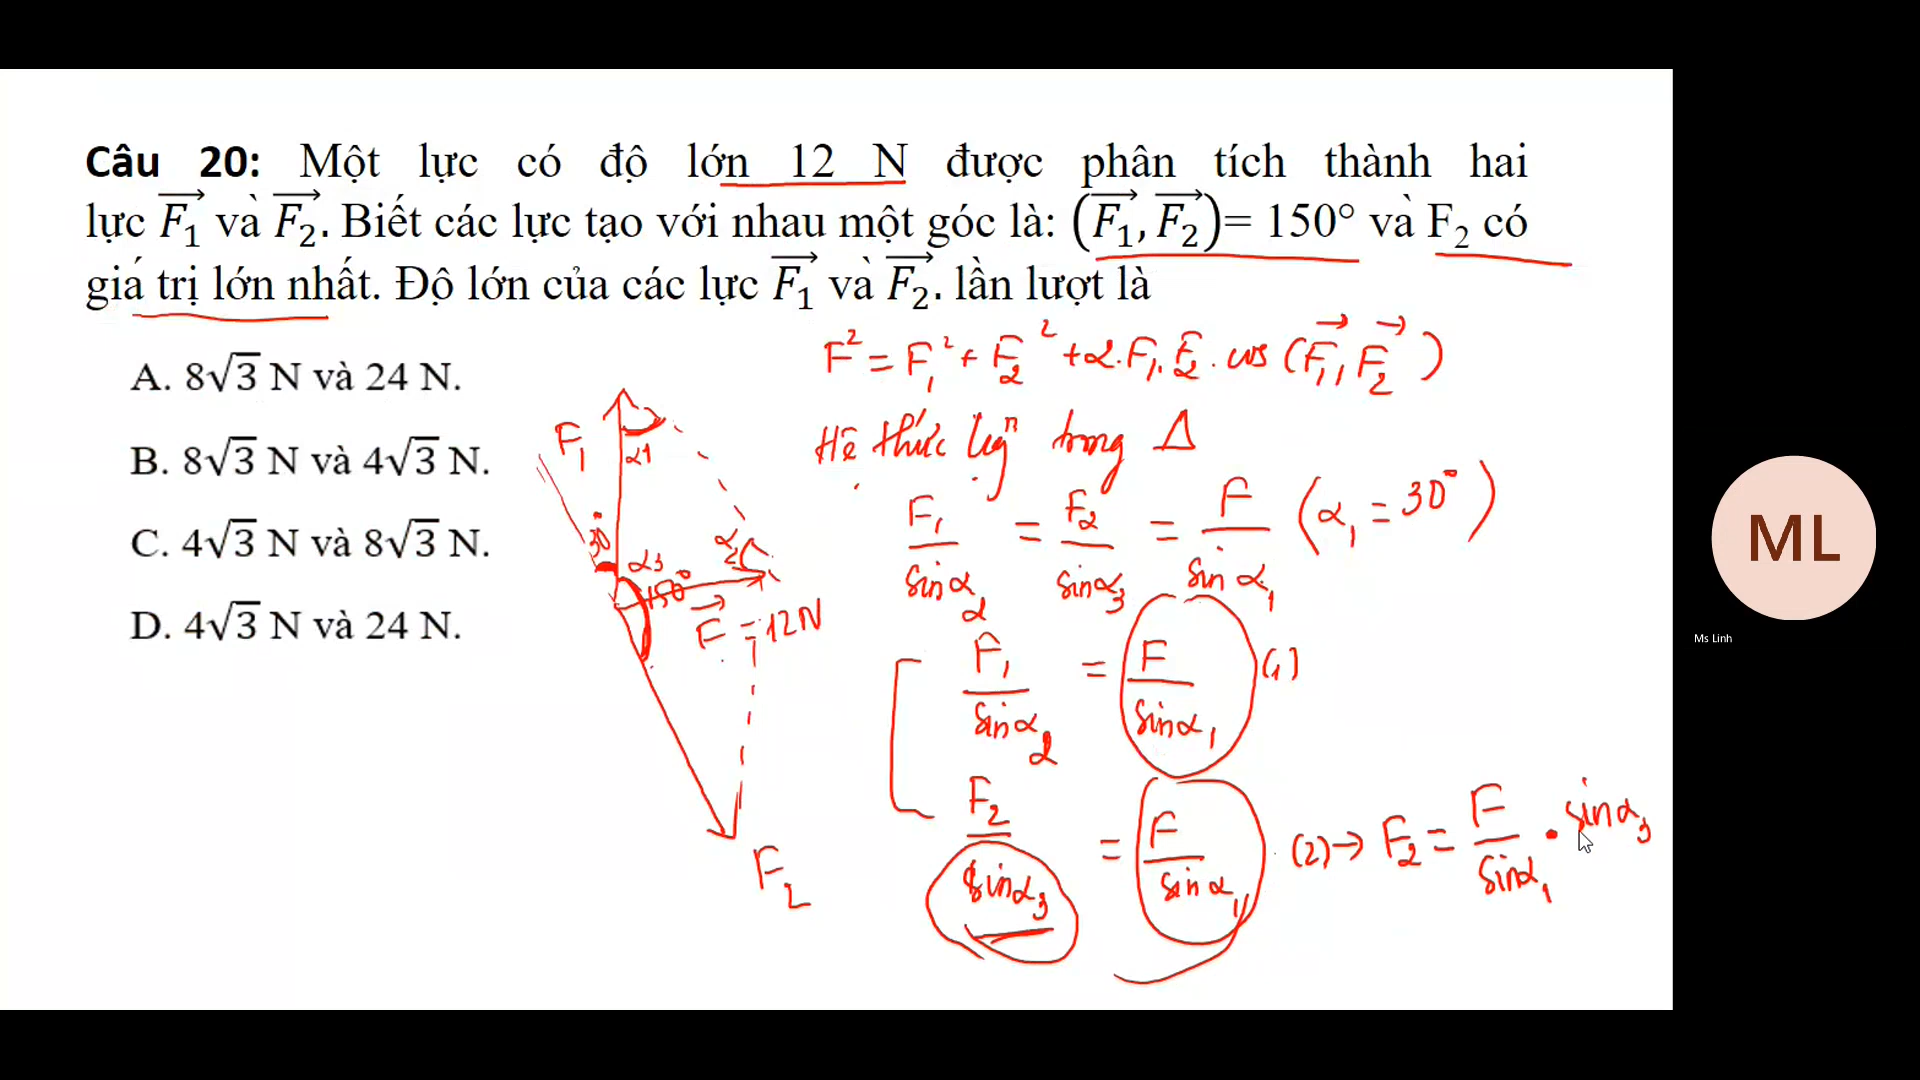 Câu 20: Một lực có độ lớn 12 N được phân tích thành hai
lực F₁ và F₂. Biết các lực tạo với nhau một góc là: (F₁, F₂)= 150° và F₂ có
giá trị lớn nhất. Độ lớn của các lực F₁ và F₂. lần lượt là
A. 8√3 N và 24 N.
B. 8√3 N và 4√3 N.
C. 4√3 N và 8√3 N.
D. 4√3 N và 24 N.
F² = F₁² + F₂² + 2.F₁.F₂.cos(F₁, F₂)
Hệ thức lượng trong Δ
F₁/sinα₂ = F₂/sinα₃ = F/sinα₁ (α₁ = 30°)
F₁/sinα₂ = F/sinα₁ (1)
F₂/sinα₃ = F/sinα₁ (2) → F₂ = F/sinα₁ . sinα₃
F₁
α1
30°
α3
α2
150°
F = 12N
F₂
ML
Ms Linh